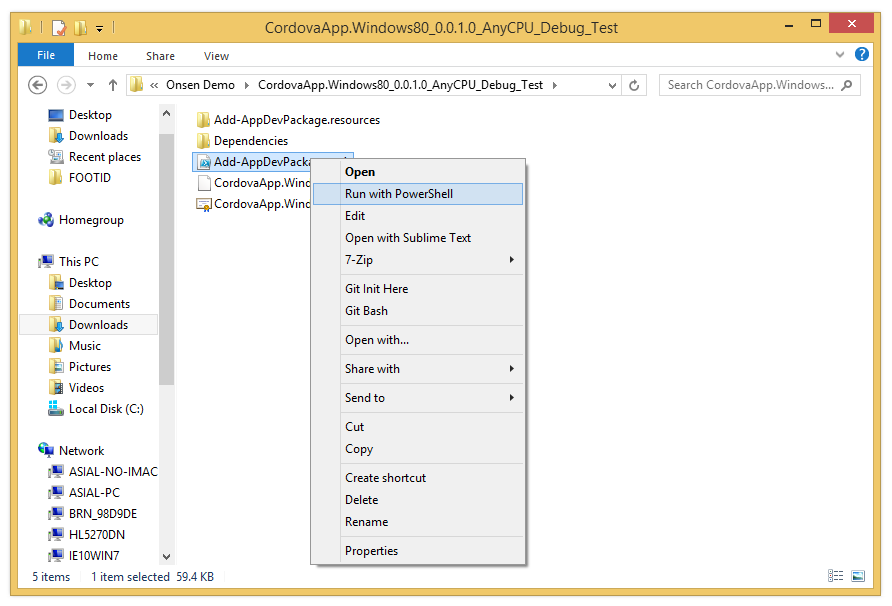 CordovaApp.Windows80_0.0.1.0_AnyCPU_Debug_Test
File Home Share View
« Onsen Demo CordovaApp.Windows80_0.0.1.0_AnyCPU_Debug_Test
Search CordovaApp.Windows...
Desktop
Downloads
Recent places
FOOTID
Homegroup
This PC
Desktop
Documents
Downloads
Music
Pictures
Videos
Local Disk (C:)
Network
ASIAL-NO-IMAC
ASIAL-PC
BRN_98D9DE
HL5270DN
IE10WIN7
Add-AppDevPackage.resources
Dependencies
Add-AppDevPacka
CordovaApp.Wind
CordovaApp.Wind
Open
Run with PowerShell
Edit
Open with Sublime Text
7-Zip
Git Init Here
Git Bash
Open with...
Share with
Send to
Cut
Copy
Create shortcut
Delete
Rename
Properties
5 items 1 item selected 59.4 KB